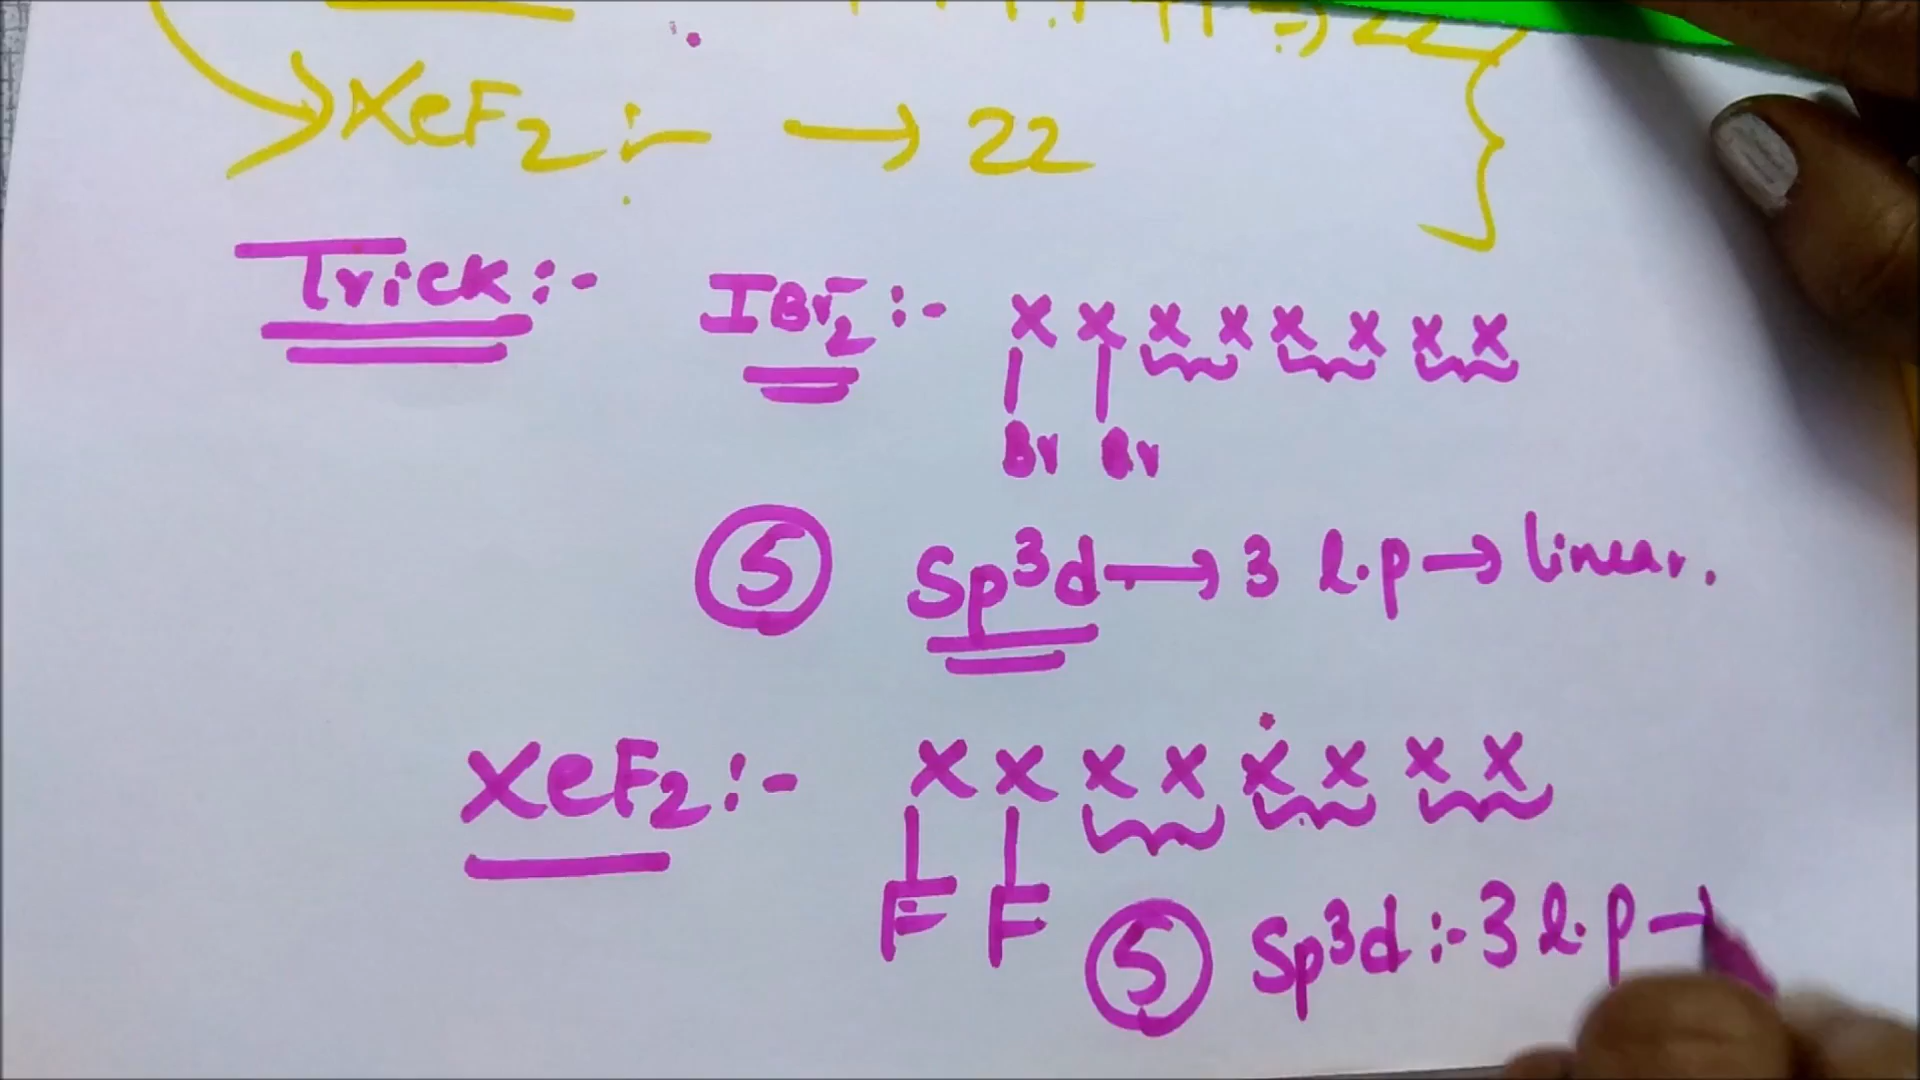 XeF₂ :- → 22
Trick :- IBr₂⁻ :- x x x x x x x x
Br Br
5 Sp³d → 3 l.p → linear.
XeF₂ :- x x x x x x x x
F F
5 Sp³d :- 3 l.p →